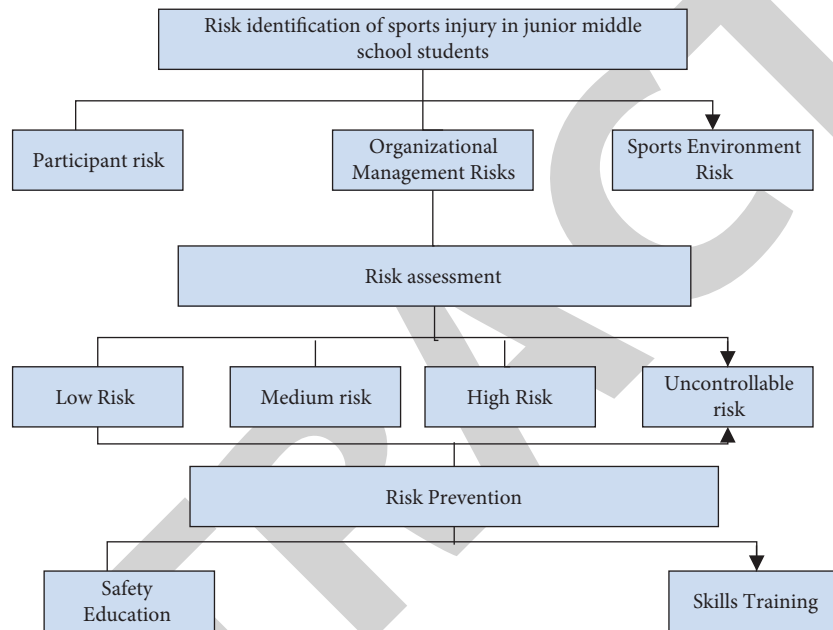 Risk identification of sports injury in junior middle
school students
Participant risk
Organizational
Management Risks
Sports Environment
Risk
Risk assessment
Low Risk
Medium risk
High Risk
Uncontrollable
risk
Risk Prevention
Safety
Education
Skills Training
TRACT